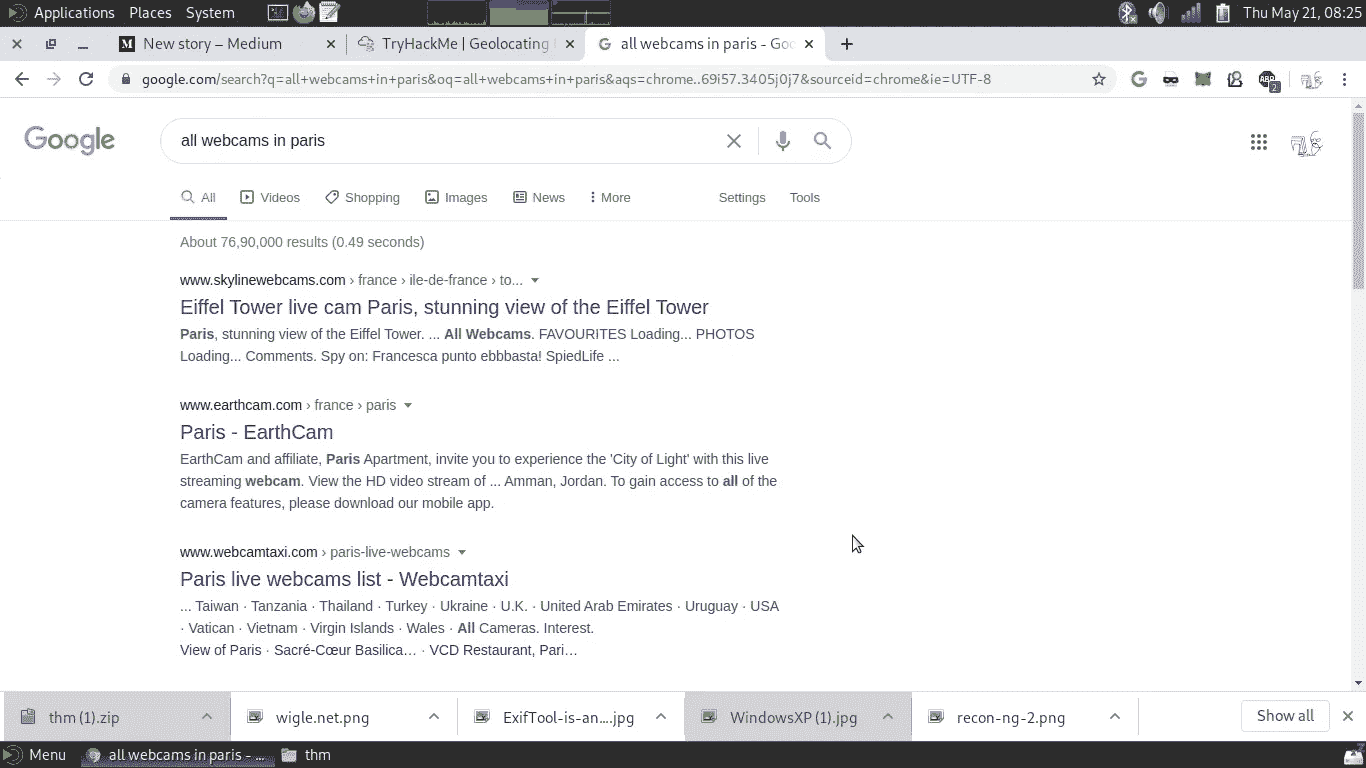 Applications Places System Thu May 21, 08:25
New story – Medium TryHackMe | Geolocating all webcams in paris - Goo
google.com/search?q=all+webcams+in+paris&oq=all+webcams+in+paris&aqs=chrome..69i57.3405j0j7&sourceid=chrome&ie=UTF-8 G ABP 2
Google all webcams in paris
All Videos Shopping Images News More Settings Tools
About 76,90,000 results (0.49 seconds)
www.skylinewebcams.com › france › ile-de-france › to...
Eiffel Tower live cam Paris, stunning view of the Eiffel Tower
Paris, stunning view of the Eiffel Tower. ... All Webcams. FAVOURITES Loading... PHOTOS
Loading... Comments. Spy on: Francesca punto ebbbasta! SpiedLife ...
www.earthcam.com › france › paris
Paris - EarthCam
EarthCam and affiliate, Paris Apartment, invite you to experience the 'City of Light' with this live
streaming webcam. View the HD video stream of ... Amman, Jordan. To gain access to all of the
camera features, please download our mobile app.
www.webcamtaxi.com › paris-live-webcams
Paris live webcams list - Webcamtaxi
... Taiwan · Tanzania · Thailand · Turkey · Ukraine · U.K. · United Arab Emirates · Uruguay · USA
· Vatican · Vietnam · Virgin Islands · Wales · All Cameras. Interest.
View of Paris · Sacré-Cœur Basilica… · VCD Restaurant, Pari…
thm (1).zip wigle.net.png ExifTool-is-an....jpg WindowsXP (1).jpg recon-ng-2.png Show all
Menu all webcams in paris - ... thm